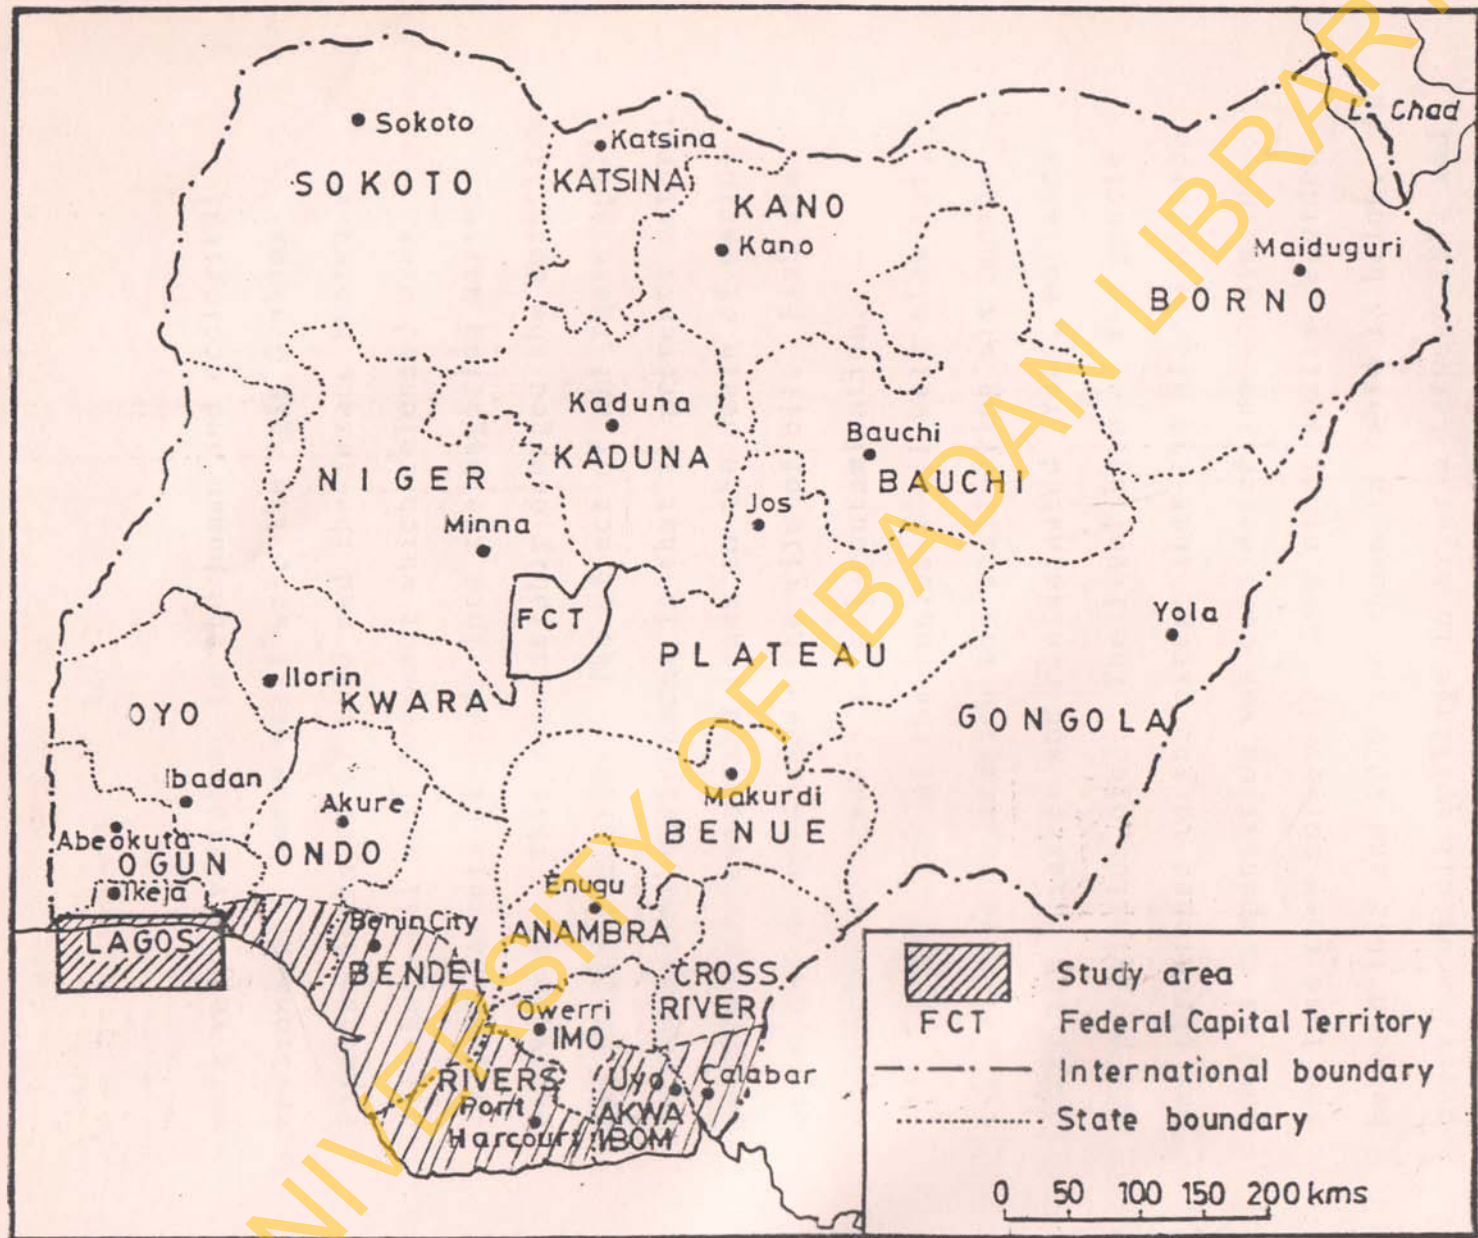 L. Chad
Sokoto
SOKOTO
Katsina
KATSINA
KANO
Kano
Maiduguri
BORNO
Kaduna
KADUNA
Bauchi
BAUCHI
NIGER
Minna
Jos
FCT
Yola
PLATEAU
Ilorin
KWARA
OYO
GONGOLA
Ibadan
Akure
ONDO
Makurdi
BENUE
Abeokuta
OGUN
Ikeja
LAGOS
Enugu
ANAMBRA
Benin City
BENDEL
CROSS
RIVER
Owerri
IMO
RIVERS
Port
Harcourt
Uyo
AKWA
IBOM
Calabar
Study area
FCT Federal Capital Territory
International boundary
State boundary
0 50 100 150 200 kms
UNIVERSITY OF IBADAN LIBRARY